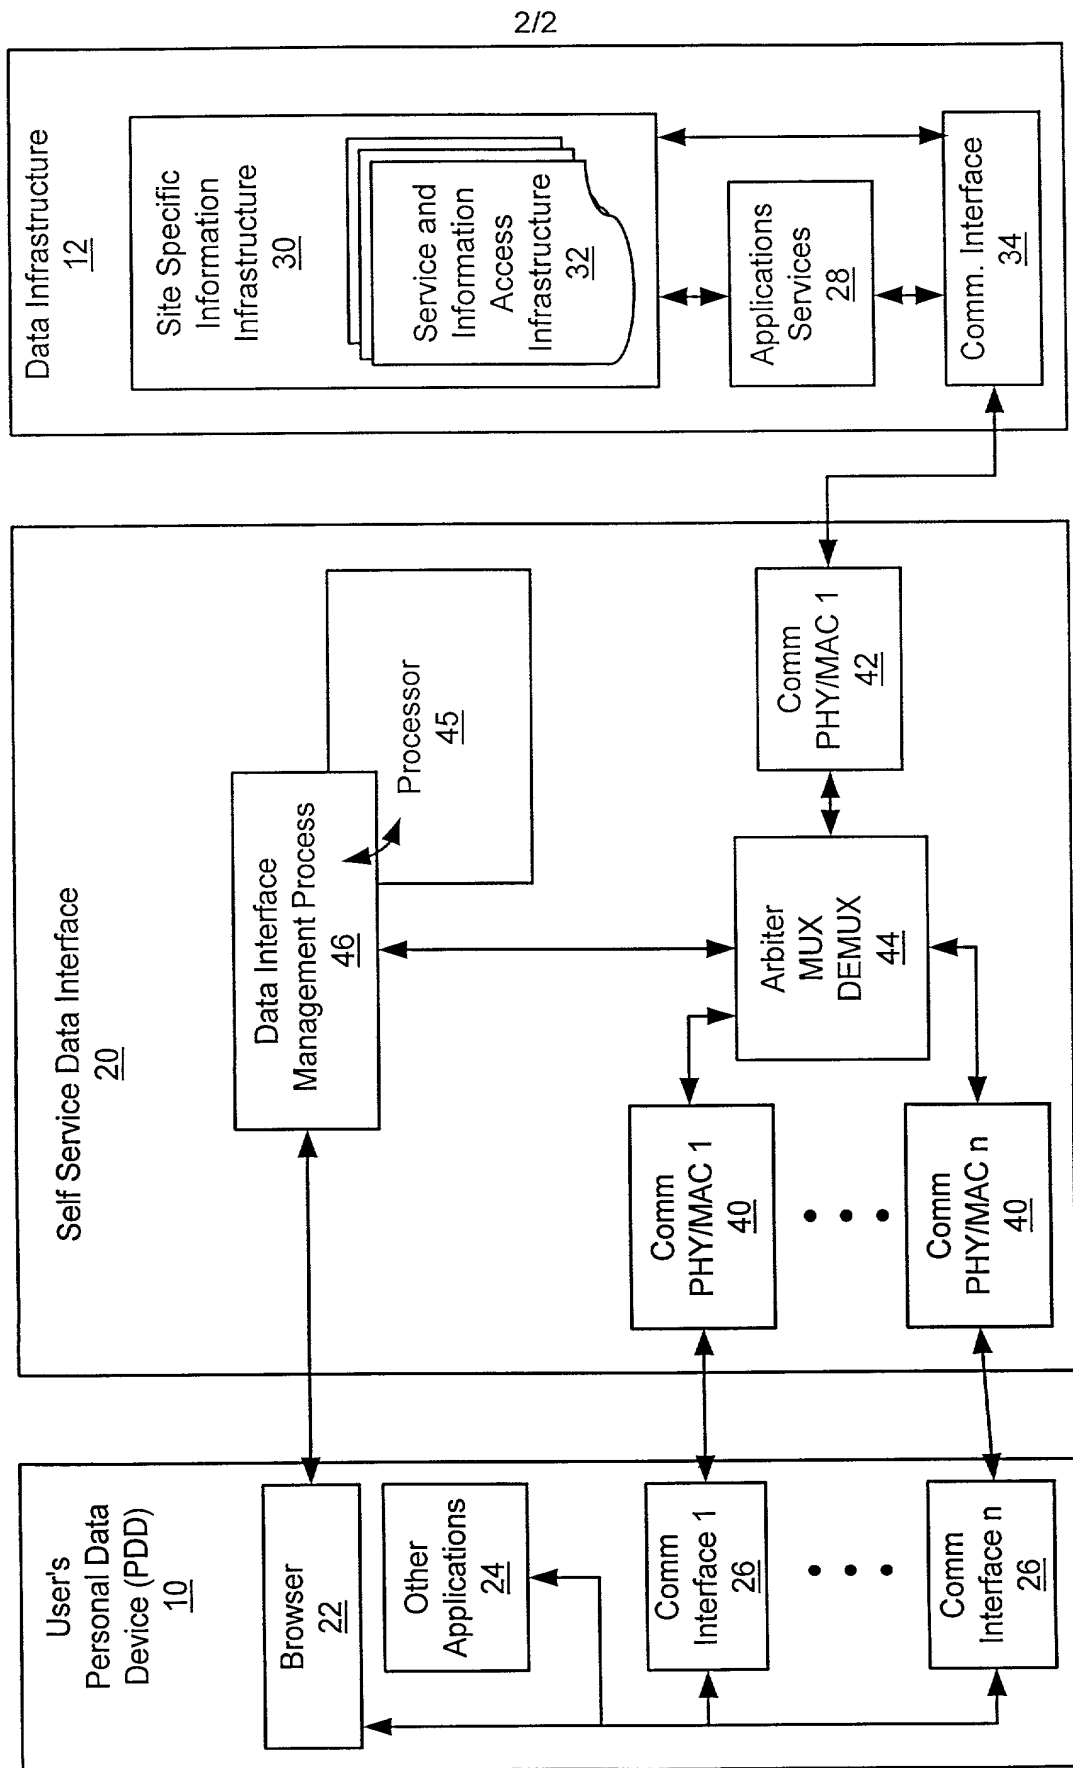 2/2
User's
Personal Data
Device (PDD)
10
Browser
22
Other
Applications
24
Comm
Interface 1
26
Comm
Interface n
26
Self Service Data Interface
20
Data Interface
Management Process
46
Processor
45
Comm
PHY/MAC 1
40
Comm
PHY/MAC n
40
Arbiter
MUX
DEMUX
44
Comm
PHY/MAC 1
42
Data Infrastructure
12
Site Specific
Information
Infrastructure
30
Service and
Information
Access
Infrastructure
32
Applications
Services
28
Comm. Interface
34